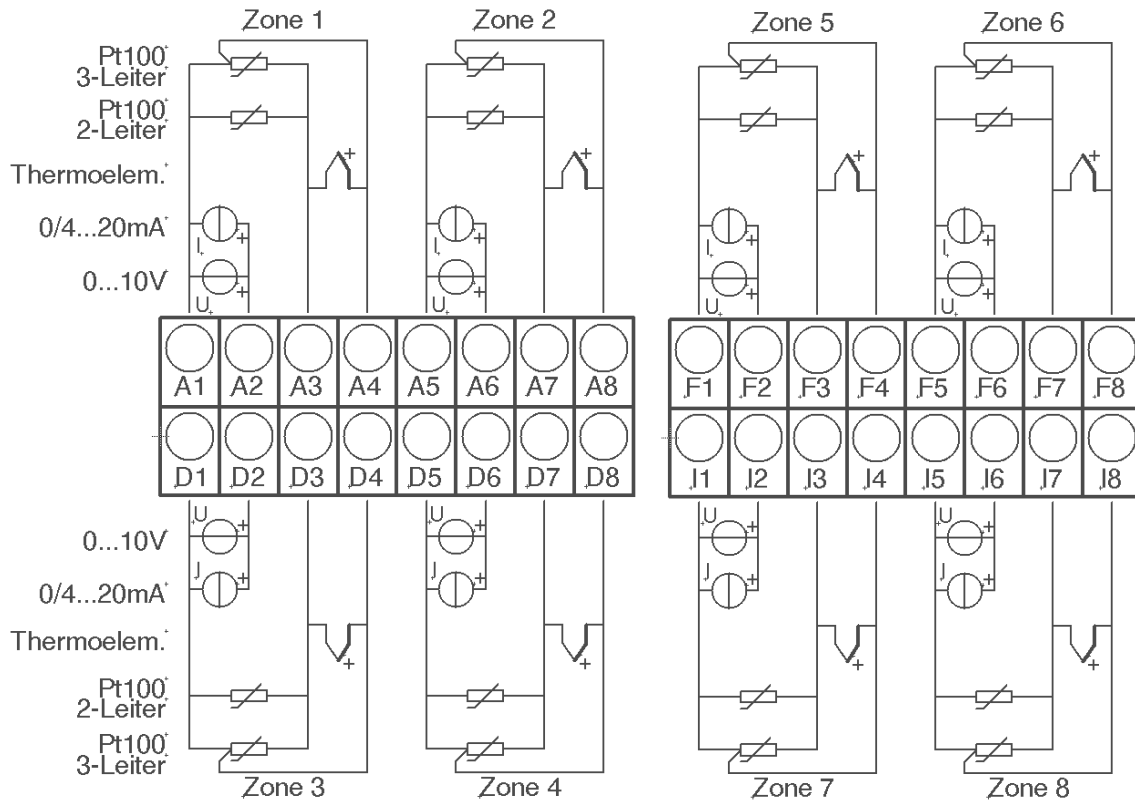 Zone 1 Zone 2 Zone 5 Zone 6
Pt100
3-Leiter
Pt100
2-Leiter
Thermoelem. + + + +
0/4...20mA + + + +
I I I I
0...10V + + + +
U U U U
A1 A2 A3 A4 A5 A6 A7 A8 F1 F2 F3 F4 F5 F6 F7 F8
D1 D2 D3 D4 D5 D6 D7 D8 I1 I2 I3 I4 I5 I6 I7 I8
U U U U
0...10V + + + +
J J J J
0/4...20mA + + + +
Thermoelem. + + + +
Pt100
2-Leiter
Pt100
3-Leiter
Zone 3 Zone 4 Zone 7 Zone 8